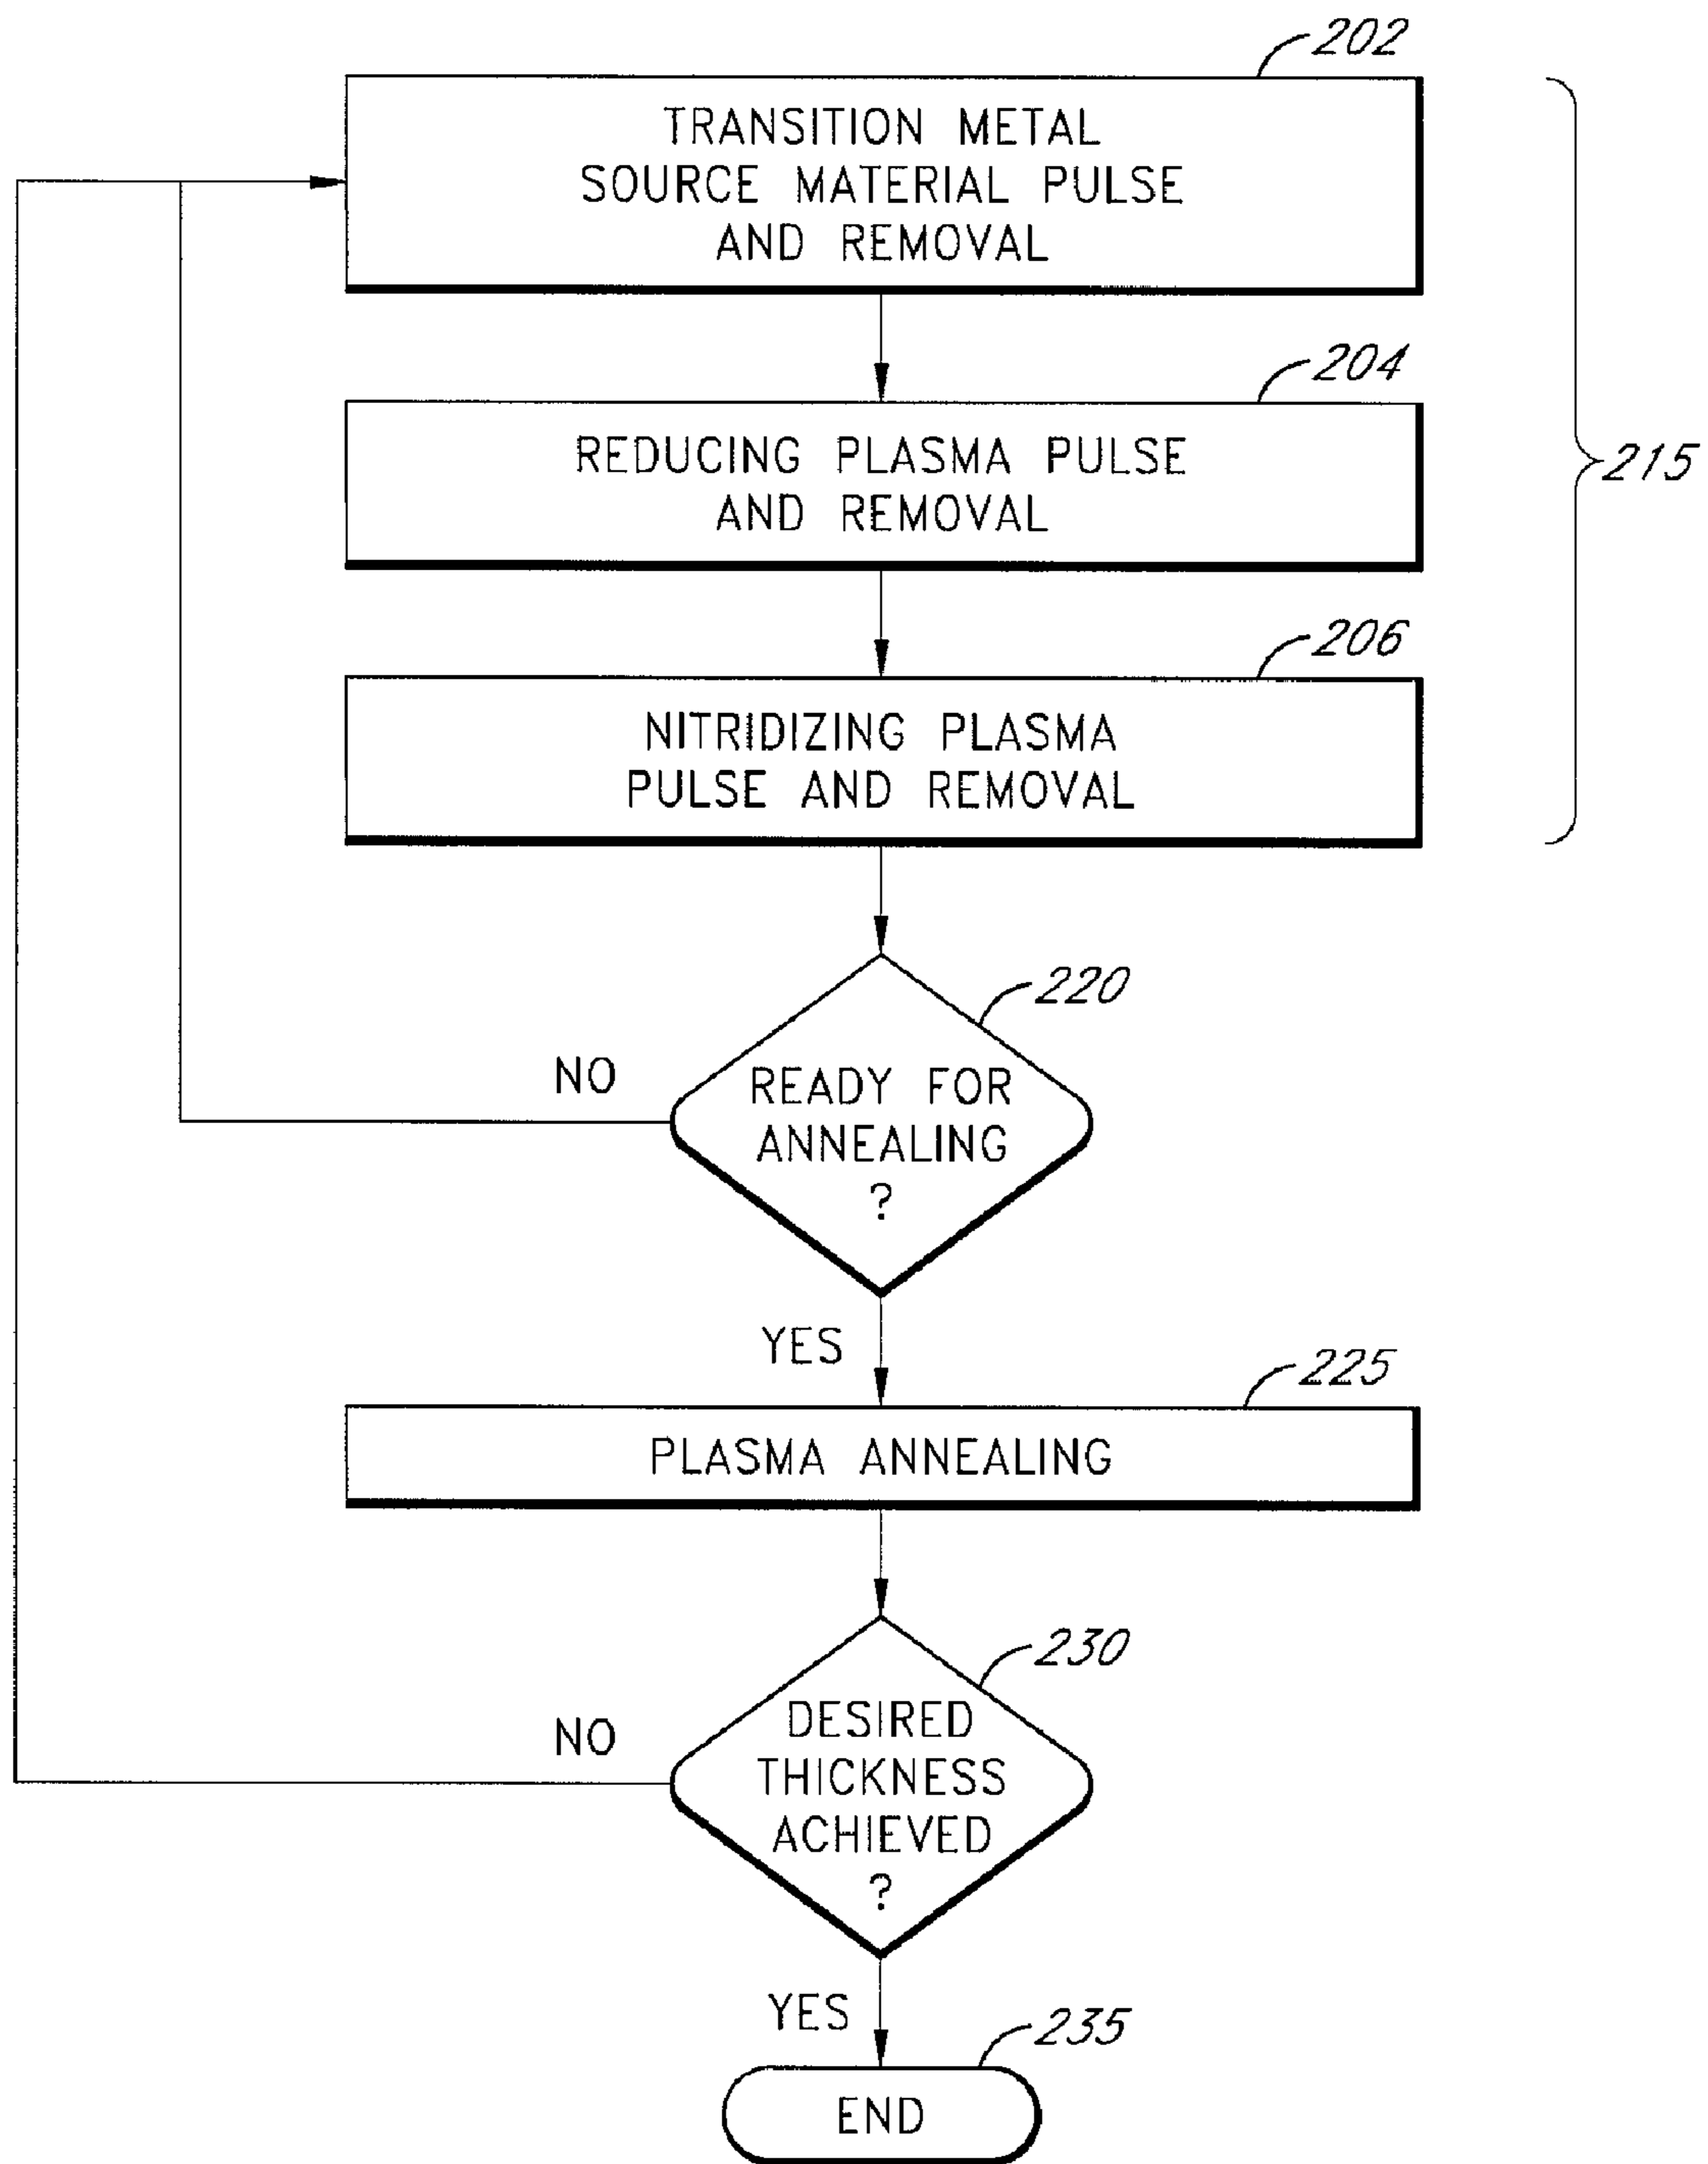 202
TRANSITION METAL
SOURCE MATERIAL PULSE
AND REMOVAL
204
REDUCING PLASMA PULSE
AND REMOVAL
215
206
NITRIDIZING PLASMA
PULSE AND REMOVAL
220
NO
READY FOR
ANNEALING
?
YES
225
PLASMA ANNEALING
230
NO
DESIRED
THICKNESS
ACHIEVED
?
YES
235
END